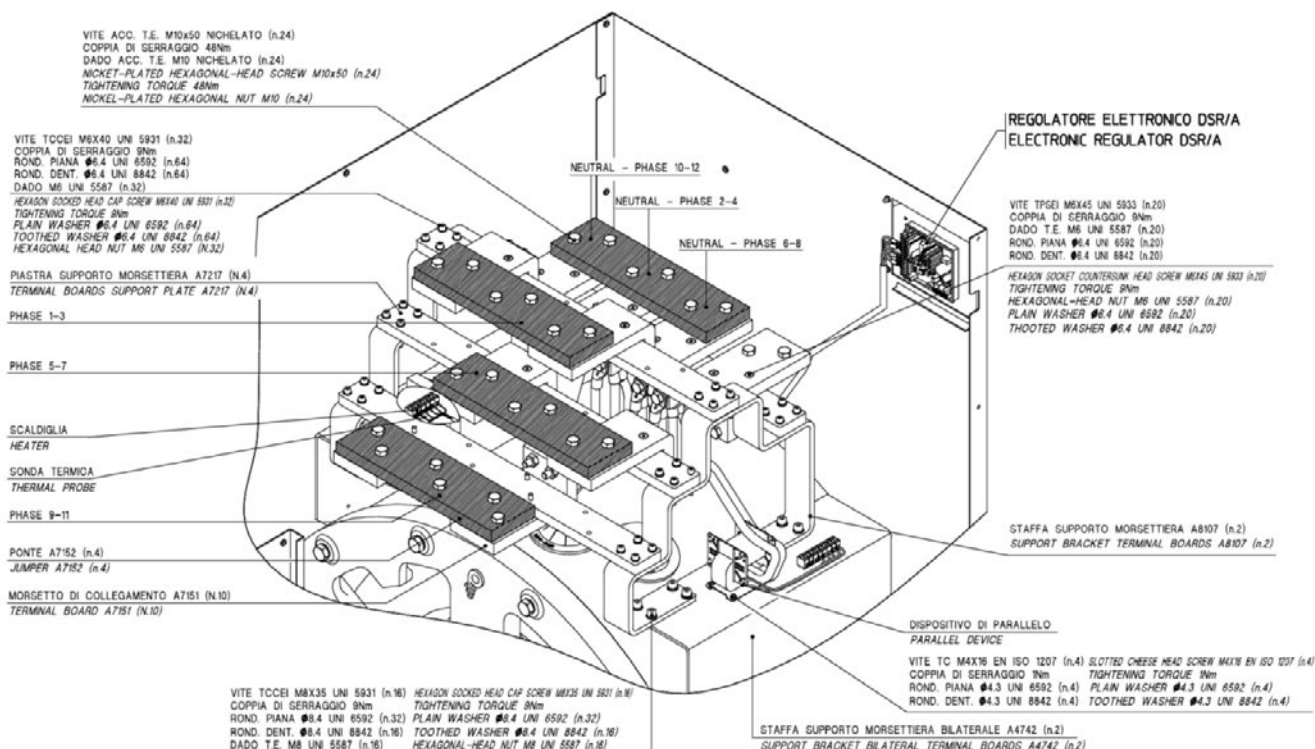 VITE ACC. T.E. M10x50 NICHELATO (n.24)
COPPIA DI SERRAGGIO 48Nm
DADO ACC. T.E. M10 NICHELATO (n.24)
NICKET-PLATED HEXAGONAL-HEAD SCREW M10x50 (n.24)
TIGHTENING TORQUE 48Nm
NICKEL-PLATED HEXAGONAL NUT M10 (n.24)
VITE TCCEI M6X40 UNI 5931 (n.32)
COPPIA DI SERRAGGIO 9Nm
ROND. PIANA Ø6.4 UNI 6592 (n.64)
ROND. DENT. Ø6.4 UNI 8842 (n.64)
DADO M6 UNI 5587 (n.32)
HEXAGON SOCKED HEAD CAP SCREW M6X40 UNI 5931 (n.32)
TIGHTENING TORQUE 9Nm
PLAIN WASHER Ø6.4 UNI 6592 (n.64)
TOOTHED WASHER Ø6.4 UNI 8842 (n.64)
HEXAGONAL HEAD NUT M6 UNI 5587 (N.32)
PIASTRA SUPPORTO MORSETTIERA A7217 (N.4)
TERMINAL BOARDS SUPPORT PLATE A7217 (N.4)
PHASE 1-3
PHASE 5-7
SCALDIGLIA
HEATER
SONDA TERMICA
THERMAL PROBE
PHASE 9-11
PONTE A7152 (n.4)
JUMPER A7152 (n.4)
MORSETTO DI COLLEGAMENTO A7151 (N.10)
TERMINAL BOARD A7151 (N.10)
NEUTRAL - PHASE 10-12
NEUTRAL - PHASE 2-4
NEUTRAL - PHASE 6-8
REGOLATORE ELETTRONICO DSR/A
ELECTRONIC REGULATOR DSR/A
VITE TPSEI M6X45 UNI 5933 (n.20)
COPPIA DI SERRAGGIO 9Nm
DADO T.E. M6 UNI 5587 (n.20)
ROND. PIANA Ø6.4 UNI 6592 (n.20)
ROND. DENT. Ø6.4 UNI 8842 (n.20)
HEXAGON SOCKET COUNTERSUNK HEAD SCREW M6X45 UNI 5933 (n.20)
TIGHTENING TORQUE 9Nm
HEXAGONAL-HEAD NUT M6 UNI 5587 (n.20)
PLAIN WASHER Ø6.4 UNI 6592 (n.20)
THOOTED WASHER Ø6.4 UNI 8842 (n.20)
STAFFA SUPPORTO MORSETTIERA A8107 (n.2)
SUPPORT BRACKET TERMINAL BOARDS A8107 (n.2)
DISPOSITIVO DI PARALLELO
PARALLEL DEVICE
VITE TC M4X16 EN ISO 1207 (n.4) SLOTTED CHEESE HEAD SCREW M4X16 EN ISO 1207 (n.4)
COPPIA DI SERRAGGIO 1Nm TIGHTENING TORQUE 1Nm
ROND. PIANA Ø4.3 UNI 6592 (n.4) PLAIN WASHER Ø4.3 UNI 6592 (n.4)
ROND. DENT. Ø4.3 UNI 8842 (n.4) TOOTHED WASHER Ø4.3 UNI 8842 (n.4)
VITE TCCEI M8X35 UNI 5931 (n.16) HEXAGON SOCKED HEAD CAP SCREW M8X35 UNI 5931 (n.16)
COPPIA DI SERRAGGIO 9Nm TIGHTENING TORQUE 9Nm
ROND. PIANA Ø8.4 UNI 6592 (n.32) PLAIN WASHER Ø8.4 UNI 6592 (n.32)
ROND. DENT. Ø8.4 UNI 8842 (n.16) TOOTHED WASHER Ø8.4 UNI 8842 (n.16)
DADO T.E. M8 UNI 5587 (n.16) HEXAGONAL-HEAD NUT M8 UNI 5587 (n.16)
STAFFA SUPPORTO MORSETTIERA BILATERALE A4742 (n.2)
SUPPORT BRACKET BILATERAL TERMINAL BOARDS A4742 (n.2)